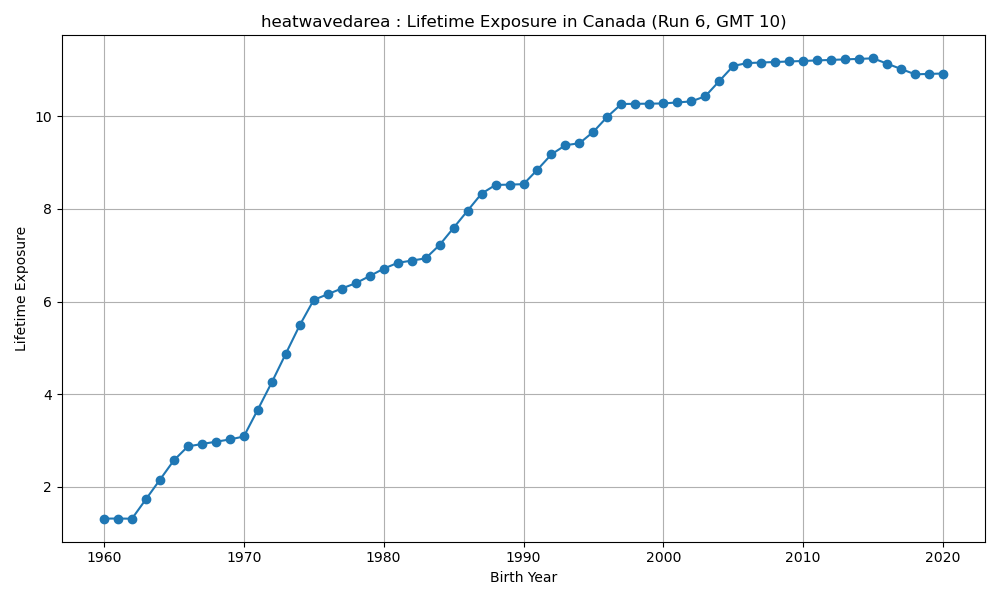 heatwavedarea : Lifetime Exposure in Canada (Run 6, GMT 10)
Lifetime Exposure
10
8
6
4
2
1960 1970 1980 1990 2000 2010 2020
Birth Year